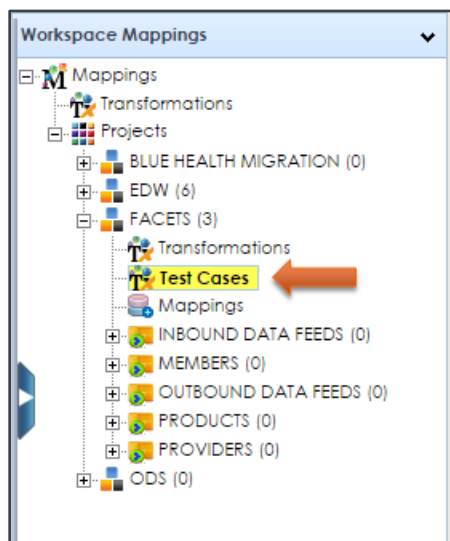 Workspace Mappings
Mappings
Transformations
Projects
BLUE HEALTH MIGRATION (0)
EDW (6)
FACETS (3)
Transformations
Test Cases
Mappings
INBOUND DATA FEEDS (0)
MEMBERS (0)
OUTBOUND DATA FEEDS (0)
PRODUCTS (0)
PROVIDERS (0)
ODS (0)